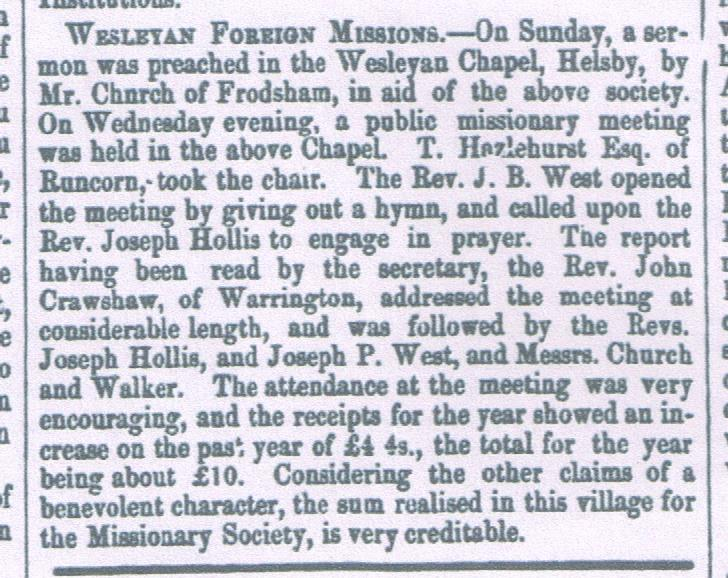 Institutions.
WESLEYAN FOREIGN MISSIONS.—On Sunday, a ser-
mon was preached in the Wesleyan Chapel, Helsby, by
Mr. Chnrch of Frodsham, in aid of the above society.
On Wednesday evening, a public missionary meeting
was held in the above Chapel. T. Hazlehurst Esq. of
Runcorn, took the chair. The Rev. J. B. West opened
the meeting by giving out a hymn, and called upon the
Rev. Joseph Hollis to engage in prayer. The report
having been read by the secretary, the Rev. John
Crawshaw, of Warrington, addressed the meeting at
considerable length, and was followed by the Revs.
Joseph Hollis, and Joseph P. West, and Messrs. Church
and Walker. The attendance at the meeting was very
encouraging, and the receipts for the year showed an in-
crease on the past year of £4 4s., the total for the year
being about £10. Considering the other claims of a
benevolent character, the sum realised in this village for
the Missionary Society, is very creditable.